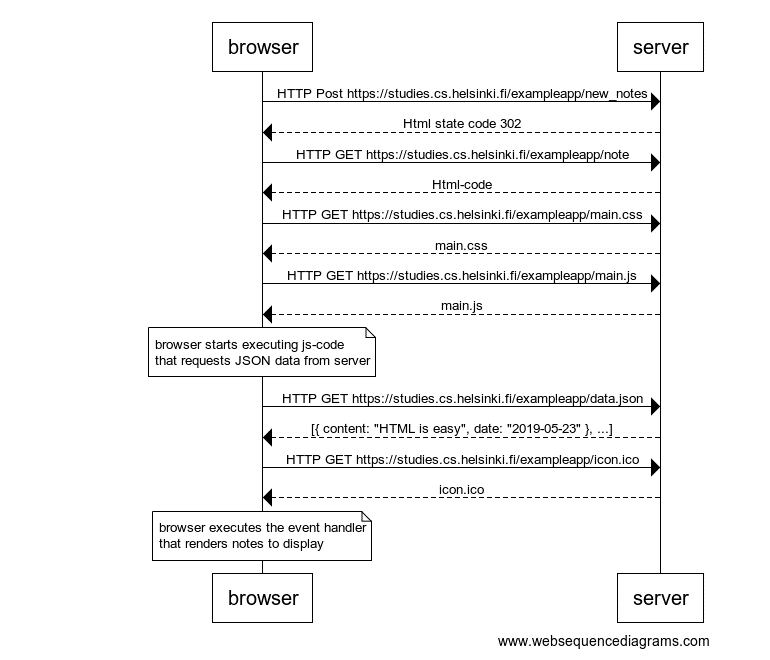 browser
server
HTTP Post https://studies.cs.helsinki.fi/exampleapp/new_notes
Html state code 302
HTTP GET https://studies.cs.helsinki.fi/exampleapp/note
Html-code
HTTP GET https://studies.cs.helsinki.fi/exampleapp/main.css
main.css
HTTP GET https://studies.cs.helsinki.fi/exampleapp/main.js
main.js
browser starts executing js-code
that requests JSON data from server
HTTP GET https://studies.cs.helsinki.fi/exampleapp/data.json
[{ content: "HTML is easy", date: "2019-05-23" }, ...]
HTTP GET https://studies.cs.helsinki.fi/exampleapp/icon.ico
icon.ico
browser executes the event handler
that renders notes to display
browser
server
www.websequencediagrams.com